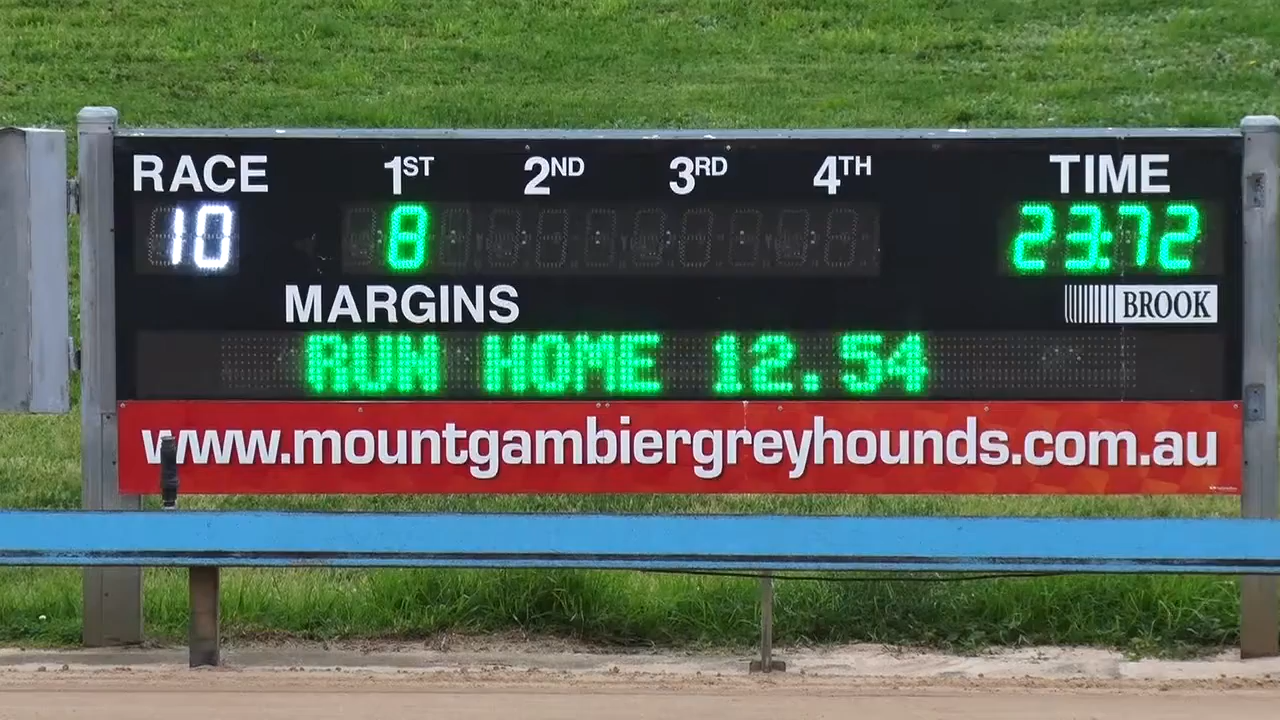 RACE 1ST 2ND 3RD 4TH TIME
10 8 23:72
MARGINS BROOK
RUN HOME 12.54
www.mountgambiergreyhounds.com.au